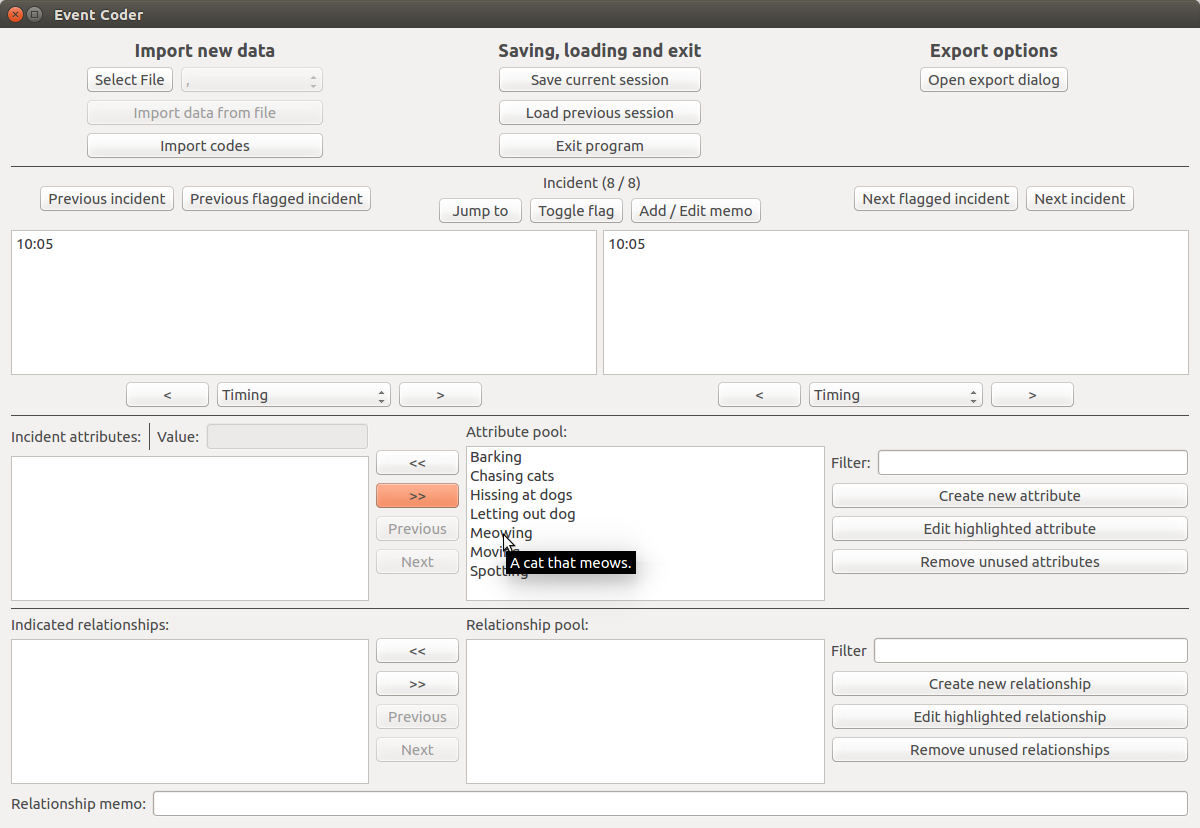 Event Coder
Import new data
Saving, loading and exit
Export options
Select File
,
Save current session
Open export dialog
Import data from file
Load previous session
Import codes
Exit program
Incident (8 / 8)
Previous incident
Previous flagged incident
Jump to
Toggle flag
Add / Edit memo
Next flagged incident
Next incident
10:05
10:05
<
Timing
>
<
Timing
>
Incident attributes:
Value:
Attribute pool:
<<
>>
Previous
Next
Barking
Chasing cats
Hissing at dogs
Letting out dog
Meowing
A cat that meows.
Filter:
Create new attribute
Edit highlighted attribute
Remove unused attributes
Indicated relationships:
Relationship pool:
<<
>>
Previous
Next
Filter
Create new relationship
Edit highlighted relationship
Remove unused relationships
Relationship memo: